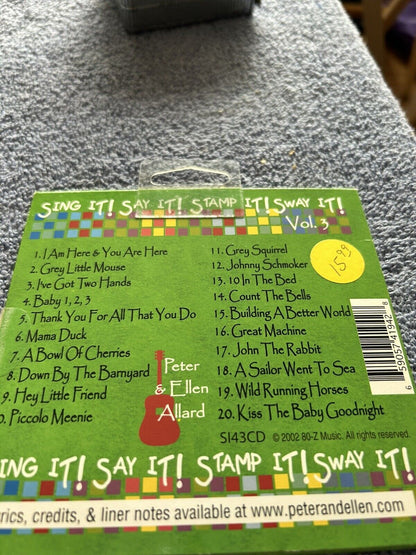 SING IT! SAY IT! STAMP IT! SWAY IT!
Vol. 3
1. I Am Here & You Are Here
2. Grey Little Mouse
3. I've Got Two Hands
4. Baby 1, 2, 3
5. Thank You For All That You Do
6. Mama Duck
7. A Bowl Of Cherries
8. Down By The Barnyard
9. Hey Little Friend
0. Piccolo Meenie
11. Grey Squirrel
12. Johnny Schmoker
13. 10 In The Bed
14. Count The Bells
15. Building A Better World
16. Great Machine
17. John The Rabbit
18. A Sailor Went To Sea
19. Wild Running Horses
20. Kiss The Baby Goodnight
15.99
Peter
& Ellen
Allard
6 59057 41942 8
SI43CD © 2002 80-Z Music. All rights reserved.
ING IT! SAY IT! STAMP IT! SWAY IT!
rics, credits, & liner notes available at www.peterandellen.com